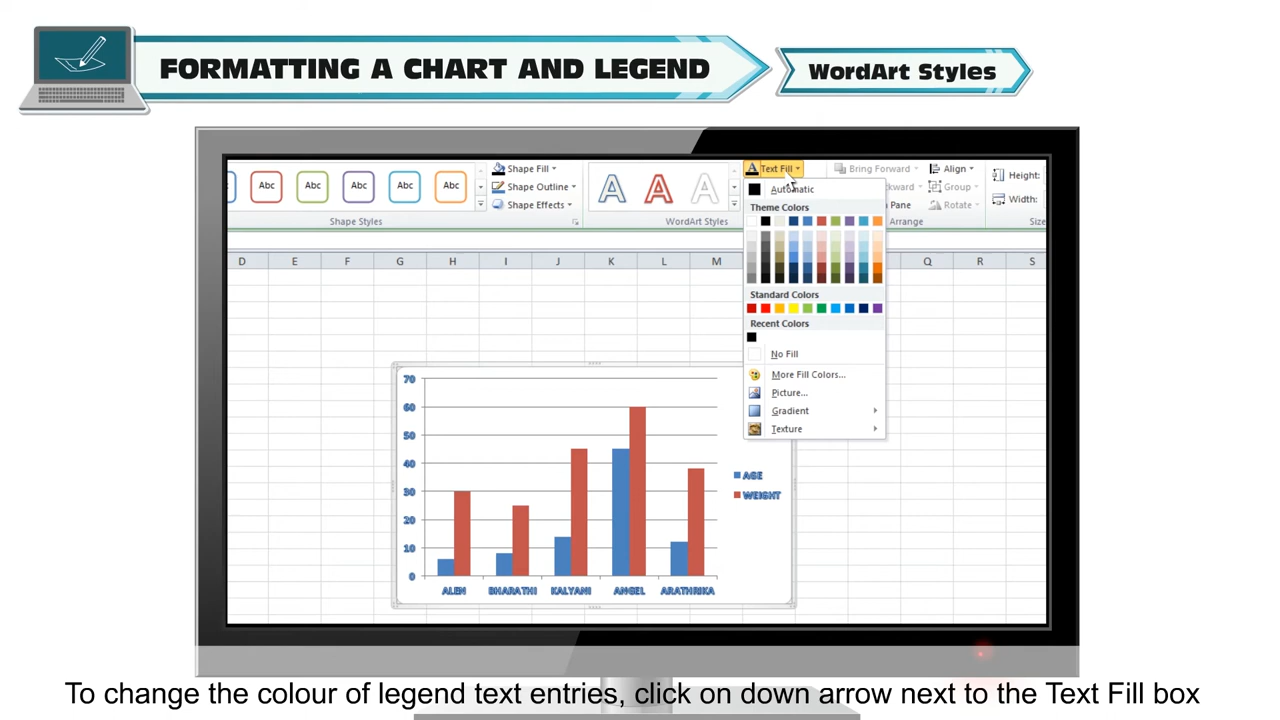 FORMATTING A CHART AND LEGEND
WordArt Styles
Abc Abc Abc Abc Abc
Shape Fill
Shape Outline
Shape Effects
Shape Styles
A A A
WordArt Styles
A Text Fill
Bring Forward
Align
Group
Pane
Rotate
Arrange
Height:
Width:
Size
Automatic
Theme Colors
Standard Colors
Recent Colors
No Fill
More Fill Colors...
Picture...
Gradient
Texture
D E F G H I J K L M Q R S
70
60
50
40
30
20
10
0
AGE
WEIGHT
ALEN BHARATHI KALYANI ANGEL ARATHRIKA
To change the colour of legend text entries, click on down arrow next to the Text Fill box